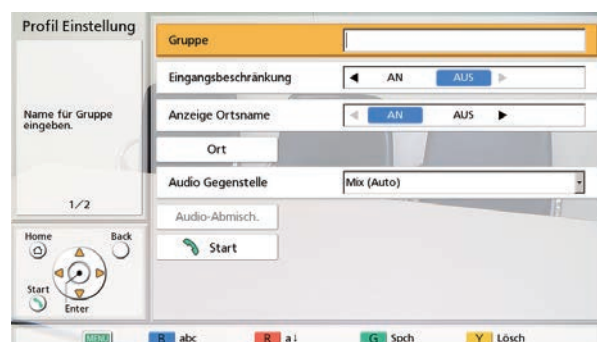 Profil Einstellung
Name für Gruppe
eingeben.
1/2
Gruppe
Eingangsbeschränkung
AN
AUS
Anzeige Ortsname
AN
AUS
Ort
Audio Gegenstelle
Mix (Auto)
Audio-Abmisch.
Start
Home
Back
Start
Enter
MENU
B abc
R a↓
G Spch
Y Lösch